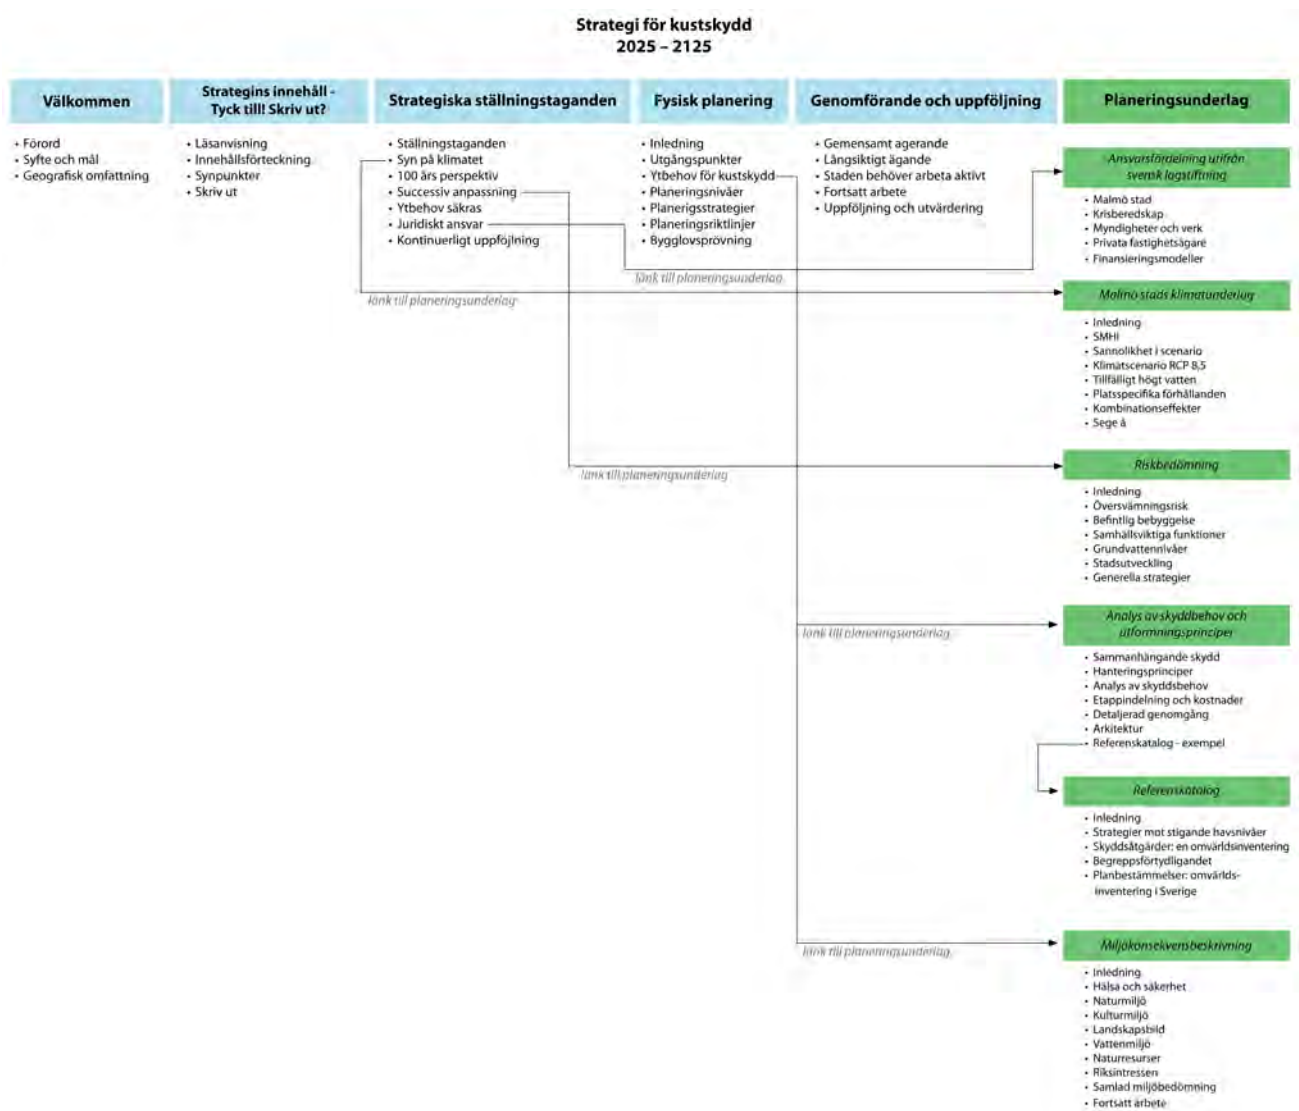 Strategi för kustskydd
2025 – 2125
Välkommen
• Förord
• Syfte och mål
• Geografisk omfattning
Strategins innehåll -
Tyck till! Skriv ut?
• Läsanvisning
• Innehållsförteckning
• Synpunkter
• Skriv ut
Strategiska ställningstaganden
• Ställningstaganden
• Syn på klimatet
• 100 års perspektiv
• Successiv anpassning
• Ytbehov säkras
• Juridiskt ansvar
• Kontinuerligt uppföjlning
Fysisk planering
• Inledning
• Utgångspunkter
• Ytbehov för kustskydd
• Planeringsnivåer
• Planerigsstrategier
• Planeringsriktlinjer
• Bygglovsprövning
Genomförande och uppföljning
• Gemensamt agerande
• Långsiktigt ägande
• Staden behöver arbeta aktivt
• Fortsatt arbete
• Uppföljning och utvärdering
Planeringsunderlag
Ansvarsfördelning utifrån
svensk lagstiftning
• Malmö stad
• Krisberedskap
• Myndigheter och verk
• Privata fastighetsägare
• Finansieringsmodeller
länk till planeringsunderlag
länk till planeringsunderlag
Malmö stads klimatunderlag
• Inledning
• SMHI
• Sannolikhet i scenario
• Klimatscenario RCP 8,5
• Tillfälligt högt vatten
• Platsspecifika förhållanden
• Kombinationseffekter
• Sege å
länk till planeringsunderlag
Riskbedömning
• Inledning
• Översvämningsrisk
• Befintlig bebyggelse
• Samhällsviktiga funktioner
• Grundvattennivåer
• Stadsutveckling
• Generella strategier
länk till planeringsunderlag
Analys av skyddbehov och
utformningsprinciper
• Sammanhängande skydd
• Hanteringsprinciper
• Analys av skyddsbehov
• Etappindelning och kostnader
• Detaljerad genomgång
• Arkitektur
• Referenskatalog - exempel
Referenskatalog
• Inledning
• Strategier mot stigande havsnivåer
• Skyddsåtgärder: en omvärldsinventering
• Begreppsförtydligandet
• Planbestämmelser: omvärlds-
inventering i Sverige
länk till planeringsunderlag
Miljökonsekvensbeskrivning
• Inledning
• Hälsa och säkerhet
• Naturmiljö
• Kulturmiljö
• Landskapsbild
• Vattenmiljö
• Naturresurser
• Riksintressen
• Samlad miljöbedömning
• Fortsatt arbete